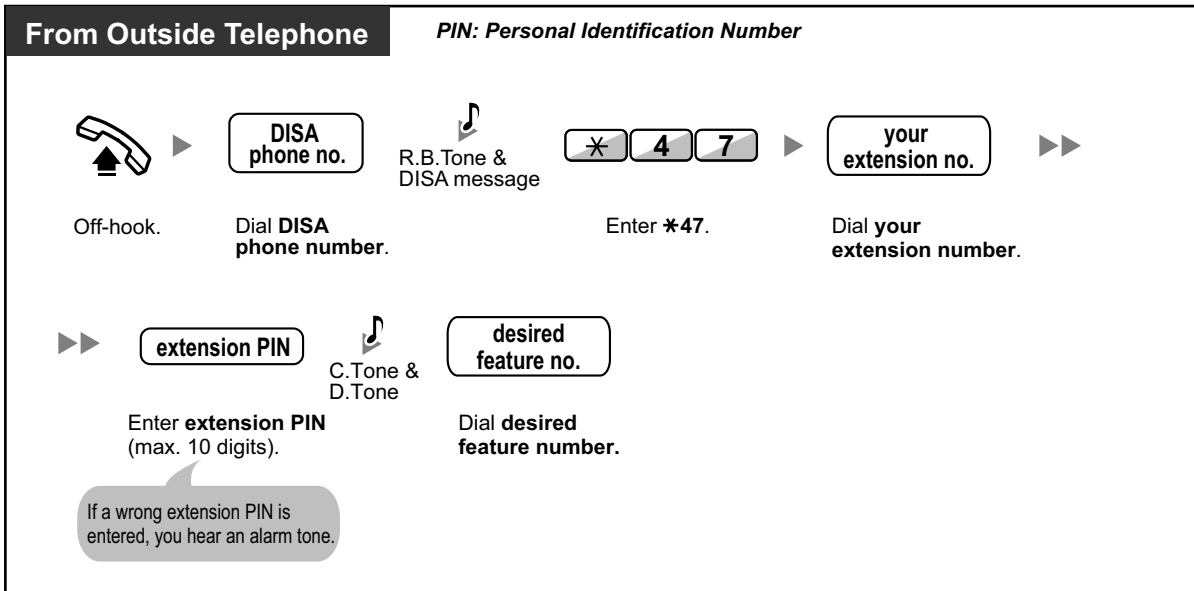 From Outside Telephone
PIN: Personal Identification Number
DISA
phone no.
R.B.Tone &
DISA message
* 4 7
your
extension no.
Off-hook.
Dial DISA
phone number.
Enter *47.
Dial your
extension number.
extension PIN
C.Tone &
D.Tone
desired
feature no.
Enter extension PIN
(max. 10 digits).
Dial desired
feature number.
If a wrong extension PIN is
entered, you hear an alarm tone.